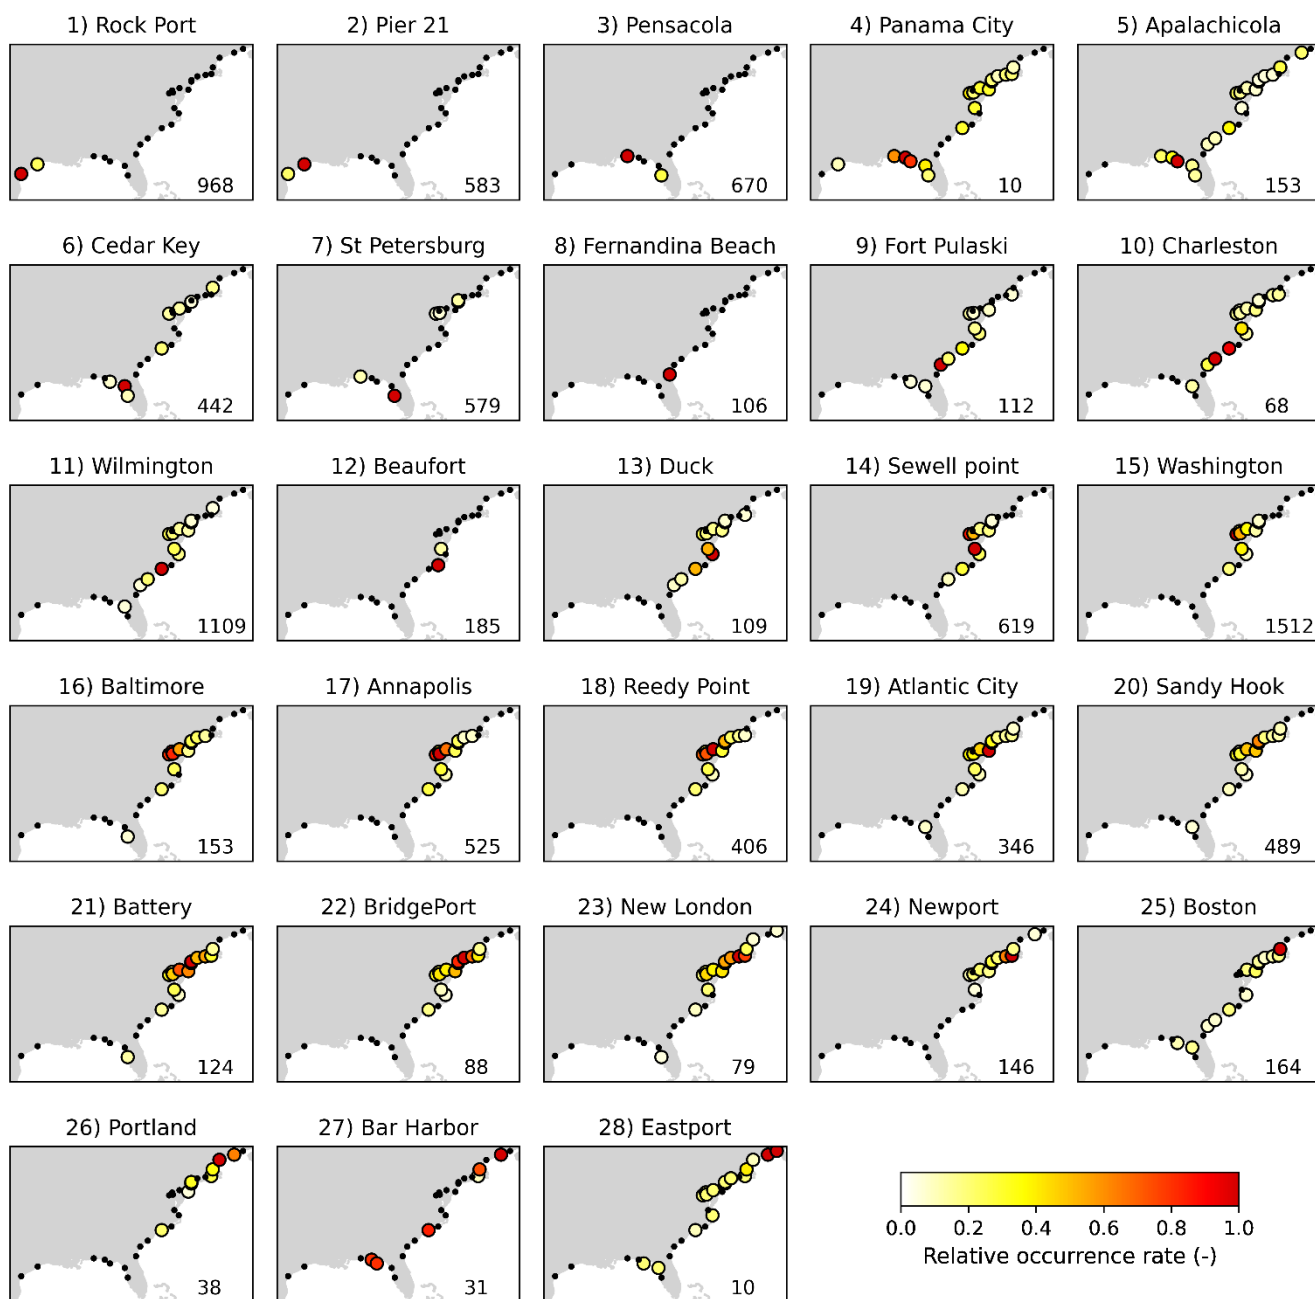 1) Rock Port
2) Pier 21
3) Pensacola
4) Panama City
5) Apalachicola
968
583
670
10
153
6) Cedar Key
7) St Petersburg
8) Fernandina Beach
9) Fort Pulaski
10) Charleston
442
579
106
112
68
11) Wilmington
12) Beaufort
13) Duck
14) Sewell point
15) Washington
1109
185
109
619
1512
16) Baltimore
17) Annapolis
18) Reedy Point
19) Atlantic City
20) Sandy Hook
153
525
406
346
489
21) Battery
22) BridgePort
23) New London
24) Newport
25) Boston
124
88
79
146
164
26) Portland
27) Bar Harbor
28) Eastport
38
31
10
0.0 0.2 0.4 0.6 0.8 1.0
Relative occurrence rate (-)